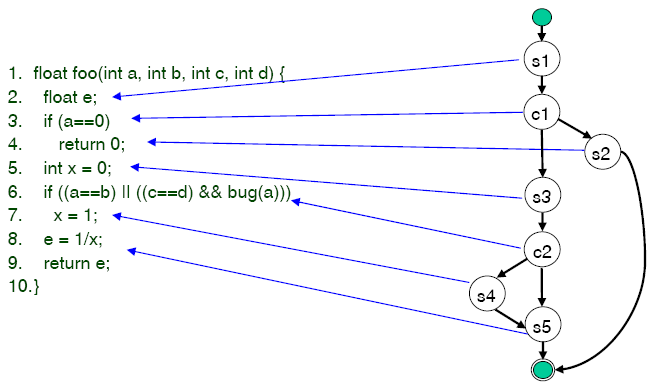 1. float foo(int a, int b, int c, int d) {
2. float e;
3. if (a==0)
4. return 0;
5. int x = 0;
6. if ((a==b) || ((c==d) && bug(a)))
7. x = 1;
8. e = 1/x;
9. return e;
10.}
s1
c1
s2
s3
c2
s4
s5